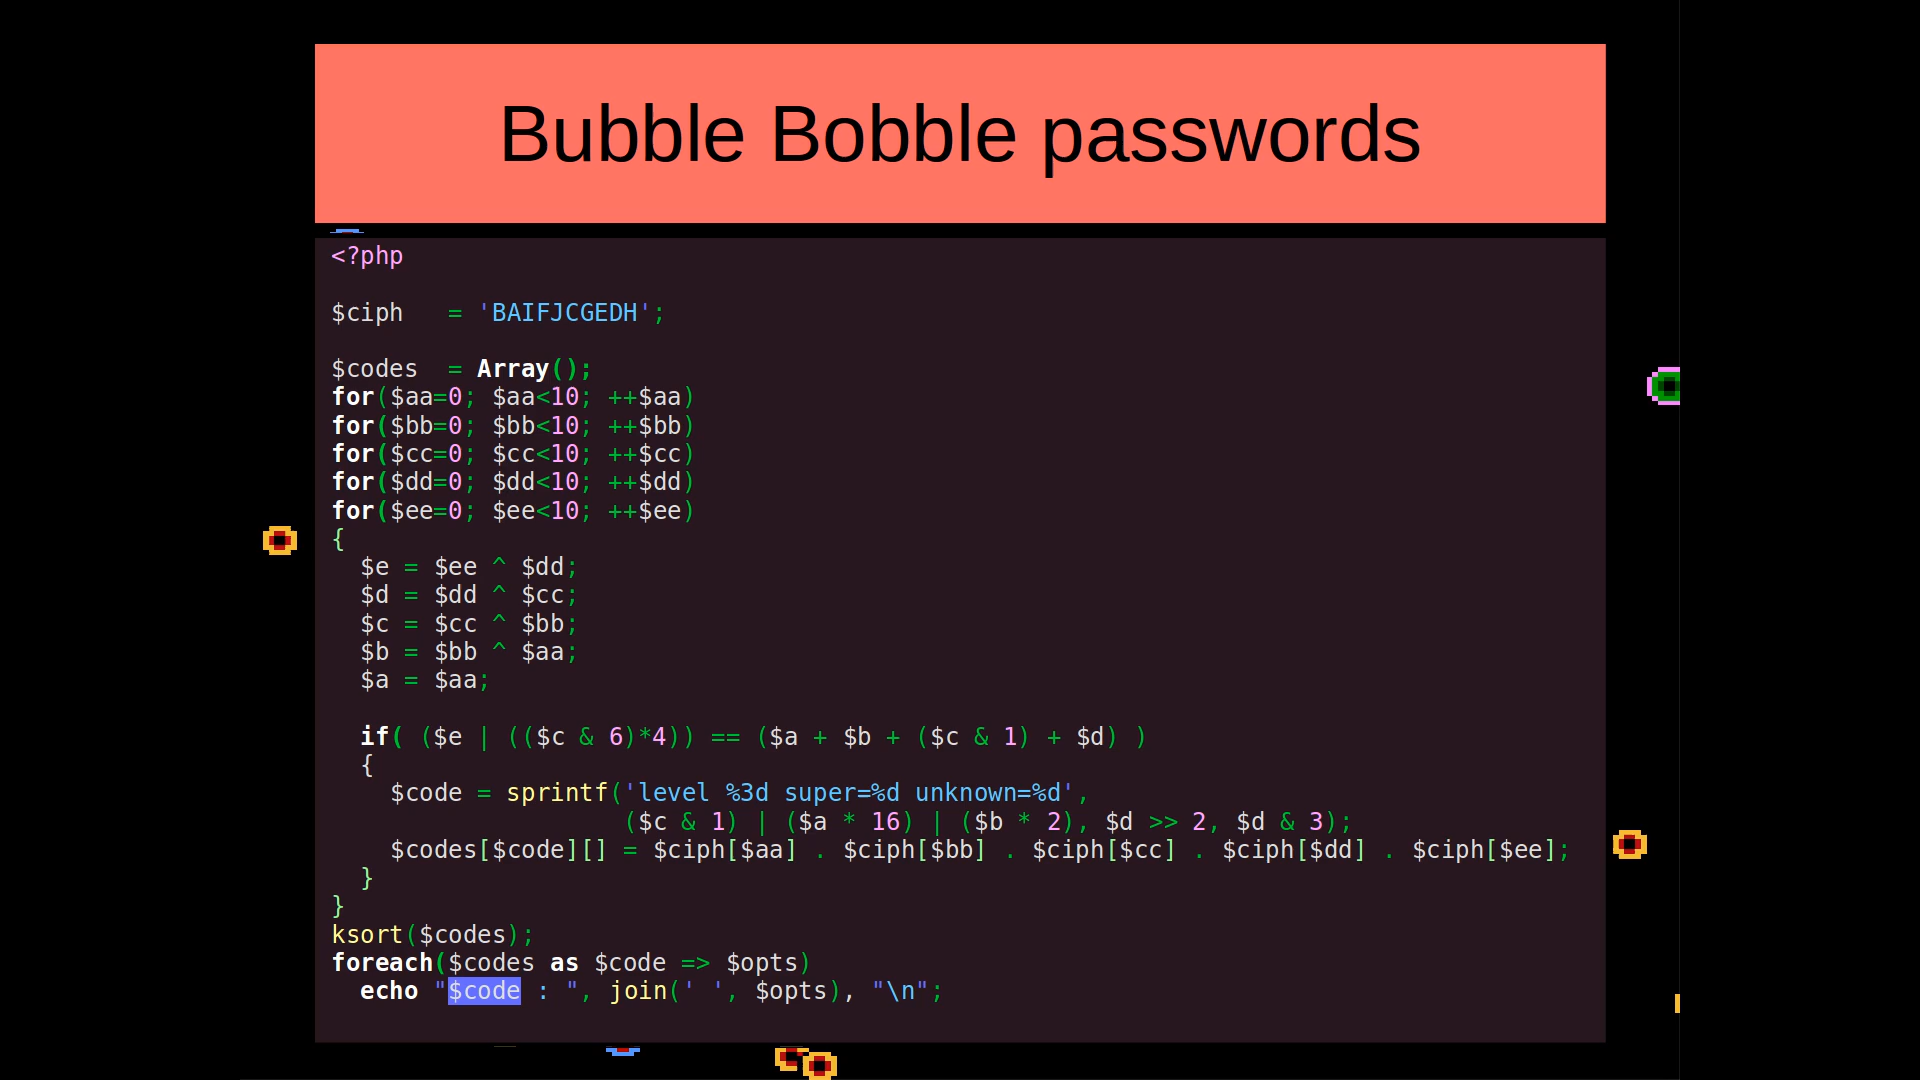 Bubble Bobble passwords
<?php
$ciph   = 'BAIFJCGEDH';
$codes  = Array();
for($aa=0; $aa<10; ++$aa)
for($bb=0; $bb<10; ++$bb)
for($cc=0; $cc<10; ++$cc)
for($dd=0; $dd<10; ++$dd)
for($ee=0; $ee<10; ++$ee)
{
  $e = $ee ^ $dd;
  $d = $dd ^ $cc;
  $c = $cc ^ $bb;
  $b = $bb ^ $aa;
  $a = $aa;
  if( ($e | (($c & 6)*4)) == ($a + $b + ($c & 1) + $d) )
  {
    $code = sprintf('level %3d super=%d unknown=%d',
                    ($c & 1) | ($a * 16) | ($b * 2), $d >> 2, $d & 3);
    $codes[$code][] = $ciph[$aa] . $ciph[$bb] . $ciph[$cc] . $ciph[$dd] . $ciph[$ee];
  }
}
ksort($codes);
foreach($codes as $code => $opts)
  echo "$code : ", join(' ', $opts), "\n";